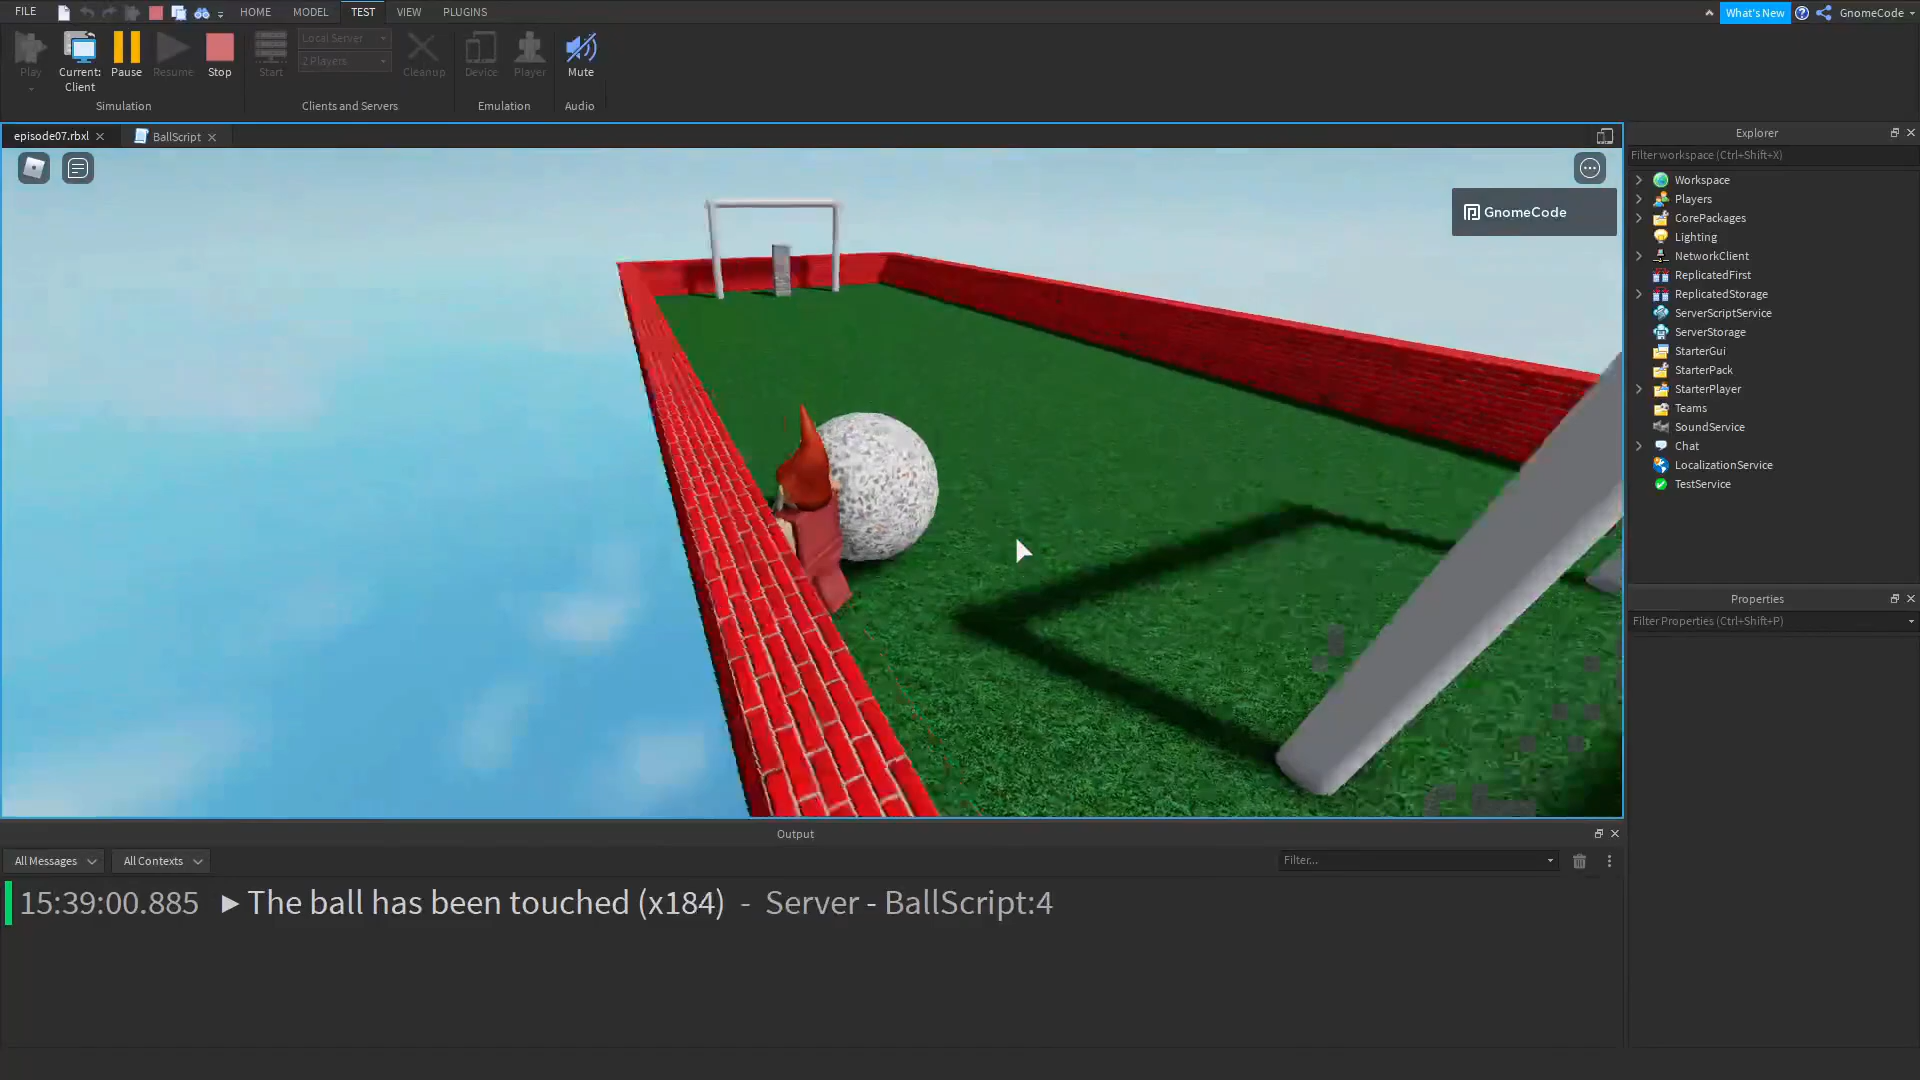 FILE HOME MODEL TEST VIEW PLUGINS What's New GnomeCode
Play Current: Client Pause Resume Stop Start Local Server 2 Players Cleanup Device Player Mute
Simulation Clients and Servers Emulation Audio
episode07.rbxl BallScript
GnomeCode
Explorer
Filter workspace (Ctrl+Shift+X)
Workspace
Players
CorePackages
Lighting
NetworkClient
ReplicatedFirst
ReplicatedStorage
ServerScriptService
ServerStorage
StarterGui
StarterPack
StarterPlayer
Teams
SoundService
Chat
LocalizationService
TestService
Properties
Filter Properties (Ctrl+Shift+P)
Output
All Messages All Contexts Filter...
15:39:00.885 The ball has been touched (x184) - Server - BallScript:4